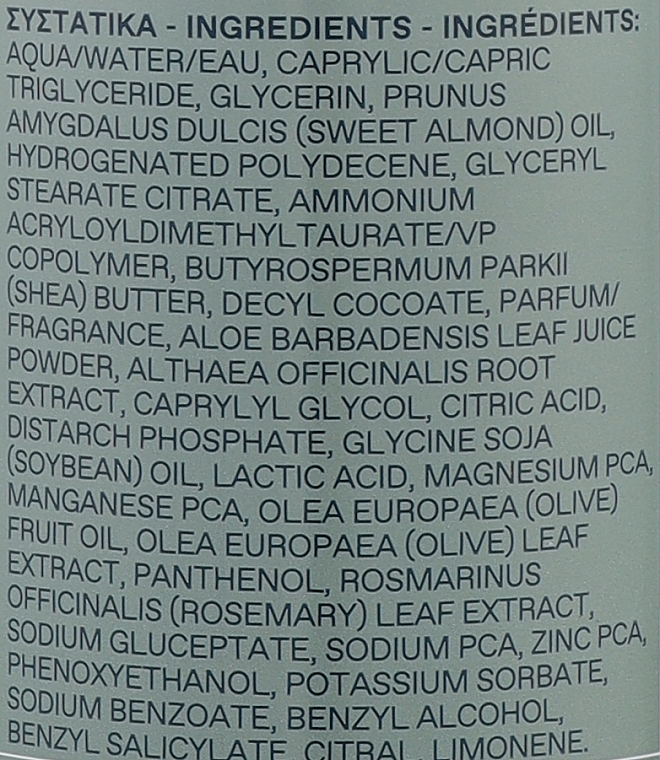 ΣΥΣΤΑΤΙΚΑ - INGREDIENTS - INGRÉDIENTS:
AQUA/WATER/EAU, CAPRYLIC/CAPRIC
TRIGLYCERIDE, GLYCERIN, PRUNUS
AMYGDALUS DULCIS (SWEET ALMOND) OIL,
HYDROGENATED POLYDECENE, GLYCERYL
STEARATE CITRATE, AMMONIUM
ACRYLOYLDIMETHYLTAURATE/VP
COPOLYMER, BUTYROSPERMUM PARKII
(SHEA) BUTTER, DECYL COCOATE, PARFUM/
FRAGRANCE, ALOE BARBADENSIS LEAF JUICE
POWDER, ALTHAEA OFFICINALIS ROOT
EXTRACT, CAPRYLYL GLYCOL, CITRIC ACID,
DISTARCH PHOSPHATE, GLYCINE SOJA
(SOYBEAN) OIL, LACTIC ACID, MAGNESIUM PCA,
MANGANESE PCA, OLEA EUROPAEA (OLIVE)
FRUIT OIL, OLEA EUROPAEA (OLIVE) LEAF
EXTRACT, PANTHENOL, ROSMARINUS
OFFICINALIS (ROSEMARY) LEAF EXTRACT,
SODIUM GLUCEPTATE, SODIUM PCA, ZINC PCA,
PHENOXYETHANOL, POTASSIUM SORBATE,
SODIUM BENZOATE, BENZYL ALCOHOL,
BENZYL SALICYLATE, CITRAL, LIMONENE.